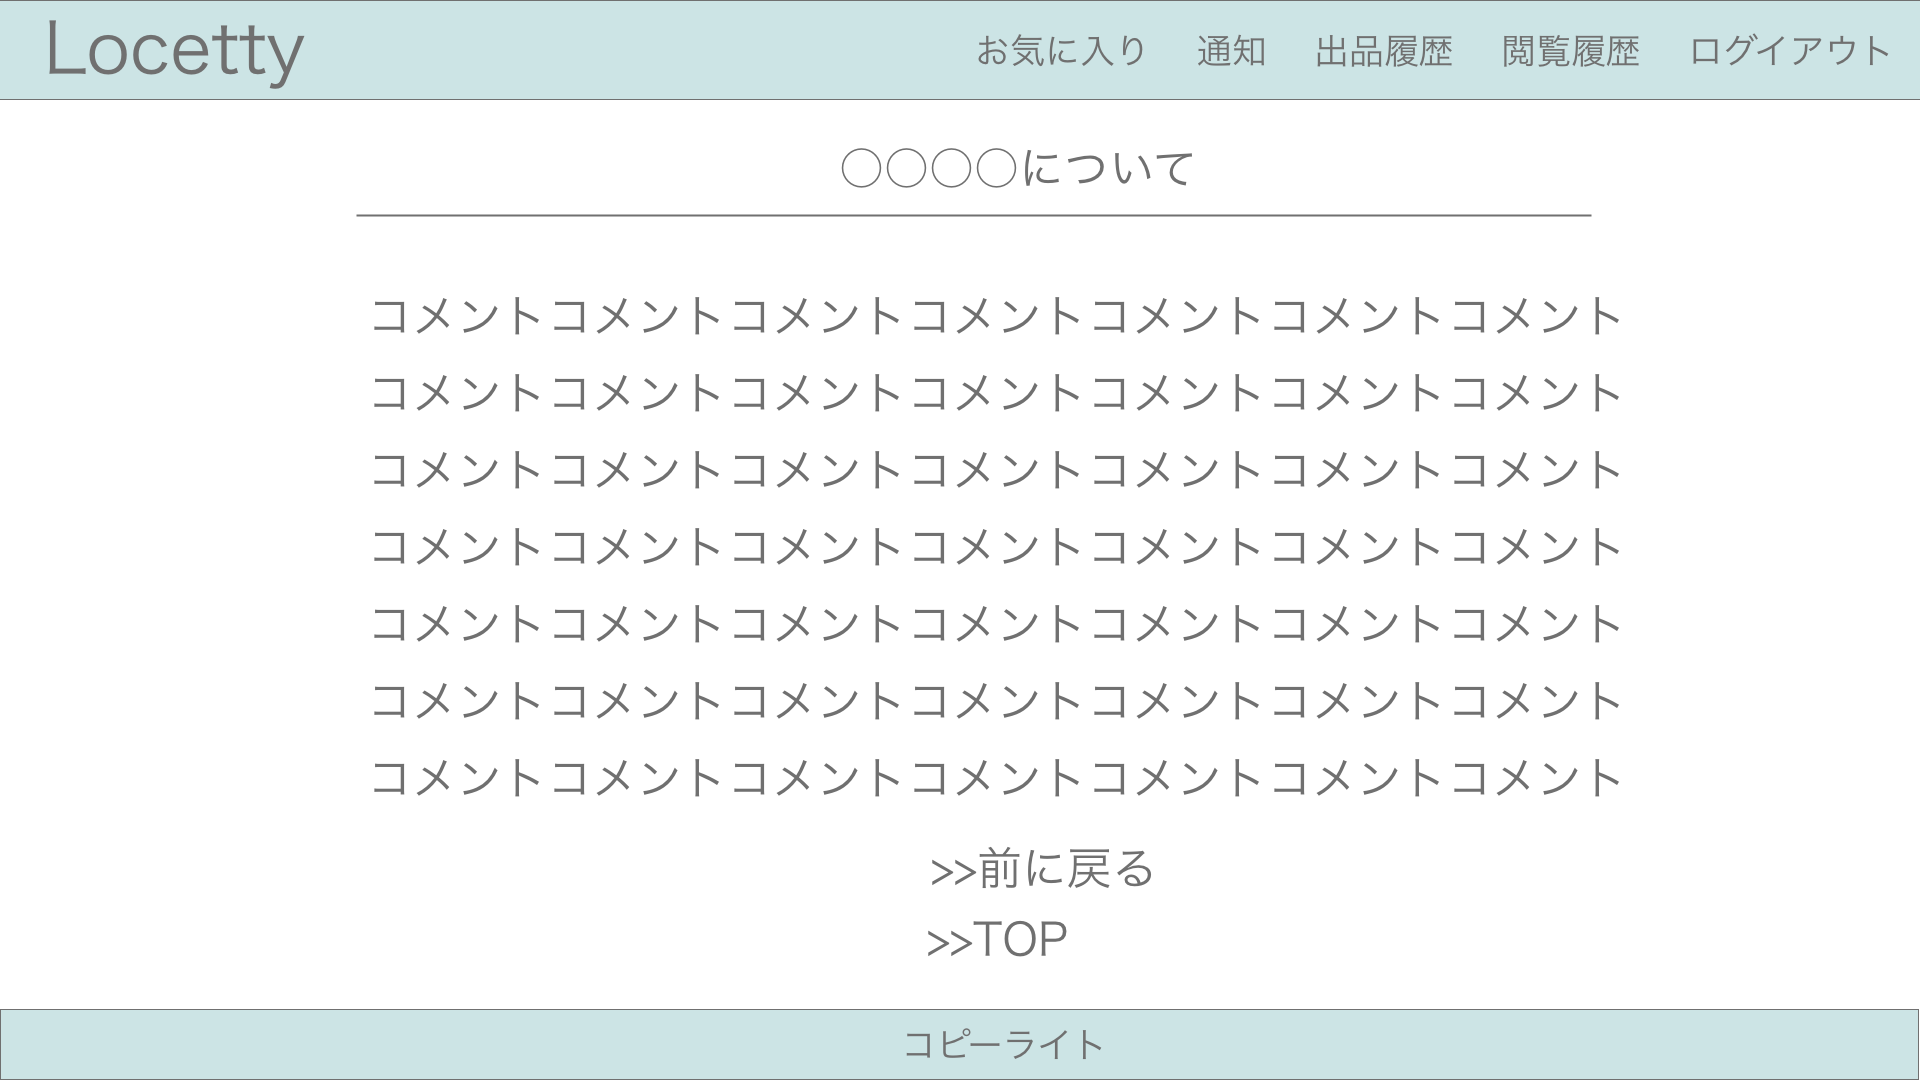 Locetty お気に入り 通知 出品履歴 閲覧履歴 ログイアウト
○○○○について
コメントコメントコメントコメントコメントコメントコメント
コメントコメントコメントコメントコメントコメントコメント
コメントコメントコメントコメントコメントコメントコメント
コメントコメントコメントコメントコメントコメントコメント
コメントコメントコメントコメントコメントコメントコメント
コメントコメントコメントコメントコメントコメントコメント
コメントコメントコメントコメントコメントコメントコメント
>>前に戻る
>>TOP
コピーライト